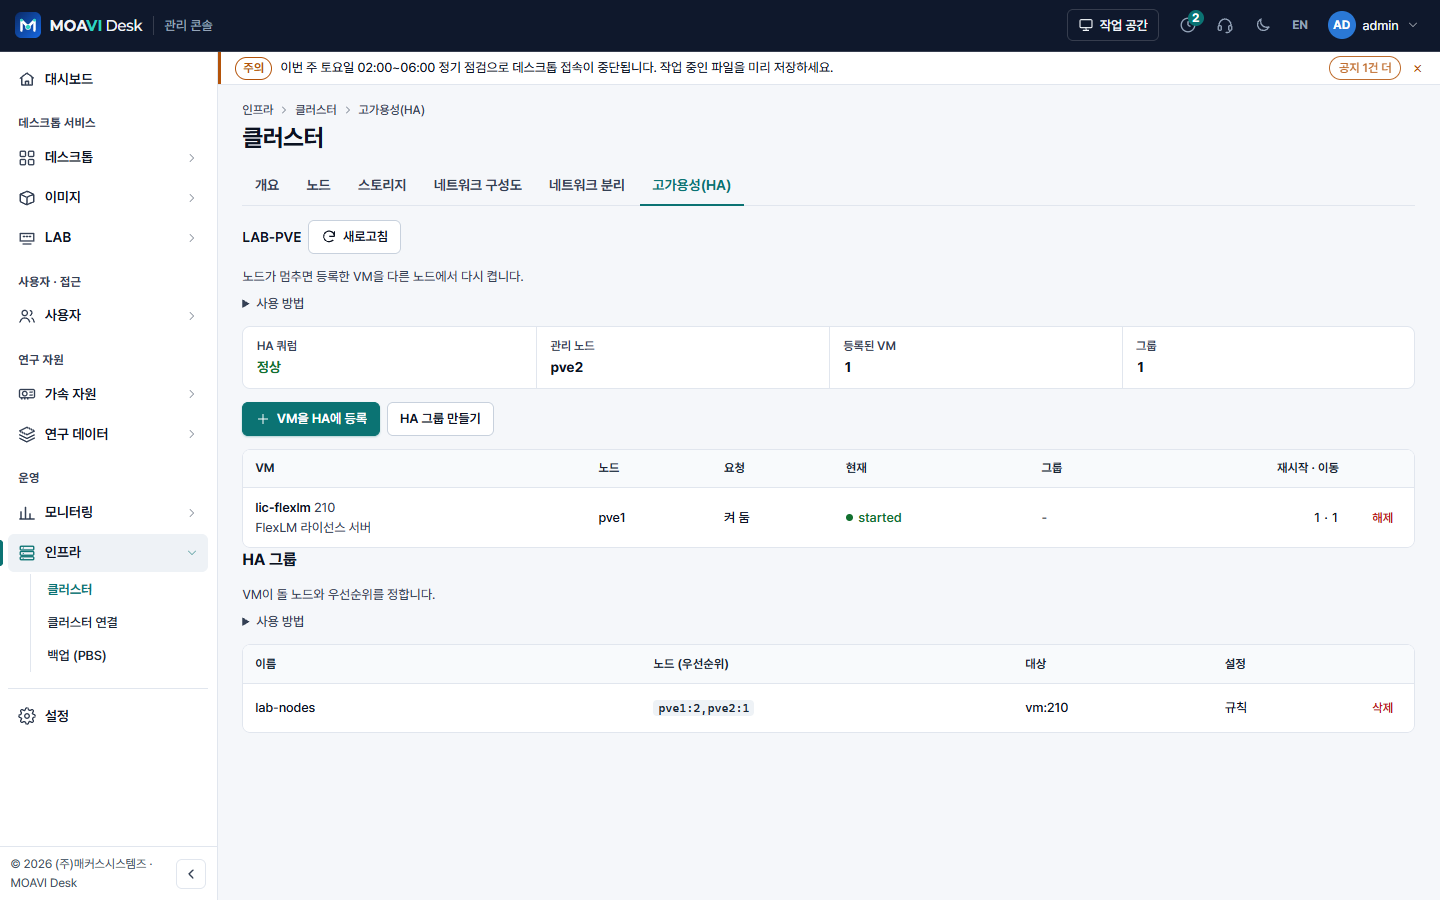 MOAVI Desk 관리 콘솔
작업 공간 2 EN AD admin
대시보드
데스크톱 서비스
데스크톱
이미지
LAB
사용자 · 접근
사용자
연구 자원
가속 자원
연구 데이터
운영
모니터링
인프라
클러스터
클러스터 연결
백업 (PBS)
설정
© 2026 (주)매커스시스템즈 ·
MOAVI Desk
주의 이번 주 토요일 02:00~06:00 정기 점검으로 데스크톱 접속이 중단됩니다. 작업 중인 파일을 미리 저장하세요. 공지 1건 더 ×
인프라 > 클러스터 > 고가용성(HA)
클러스터
개요 노드 스토리지 네트워크 구성도 네트워크 분리 고가용성(HA)
LAB-PVE 새로고침
노드가 멈추면 등록한 VM을 다른 노드에서 다시 켭니다.
▶ 사용 방법
HA 쿼럼 관리 노드 등록된 VM 그룹
정상 pve2 1 1
+ VM을 HA에 등록 HA 그룹 만들기
VM 노드 요청 현재 그룹 재시작 · 이동
lic-flexlm 210
FlexLM 라이선스 서버 pve1 켜 둠 started - 1 · 1 해제
HA 그룹
VM이 돌 노드와 우선순위를 정합니다.
▶ 사용 방법
이름 노드 (우선순위) 대상 설정
lab-nodes pve1:2,pve2:1 vm:210 규칙 삭제